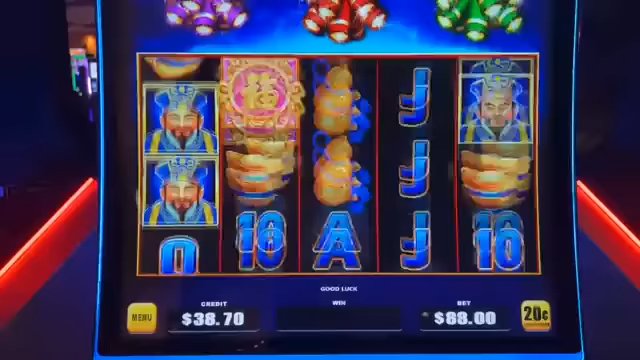 福
J
J
10
A
J
10
GOOD LUCK
CREDIT
WIN
BET
MENU
$38.70
$88.00
20¢